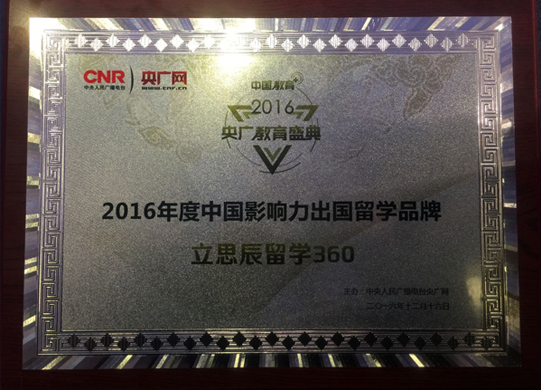 CNR 央广网
中央人民广播电台 www.cnr.cn
中国教育
2016
央广教育盛典
2016年度中国影响力出国留学品牌
立思辰留学360
主办：中央人民广播电台央广网
二〇一六年十二月十六日